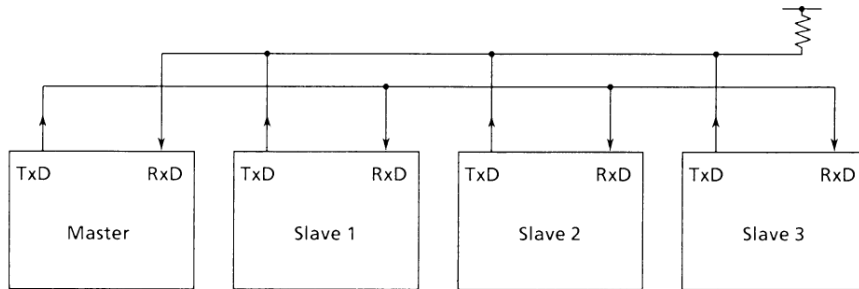 TxD RxD TxD RxD TxD RxD TxD RxD
Master Slave 1 Slave 2 Slave 3